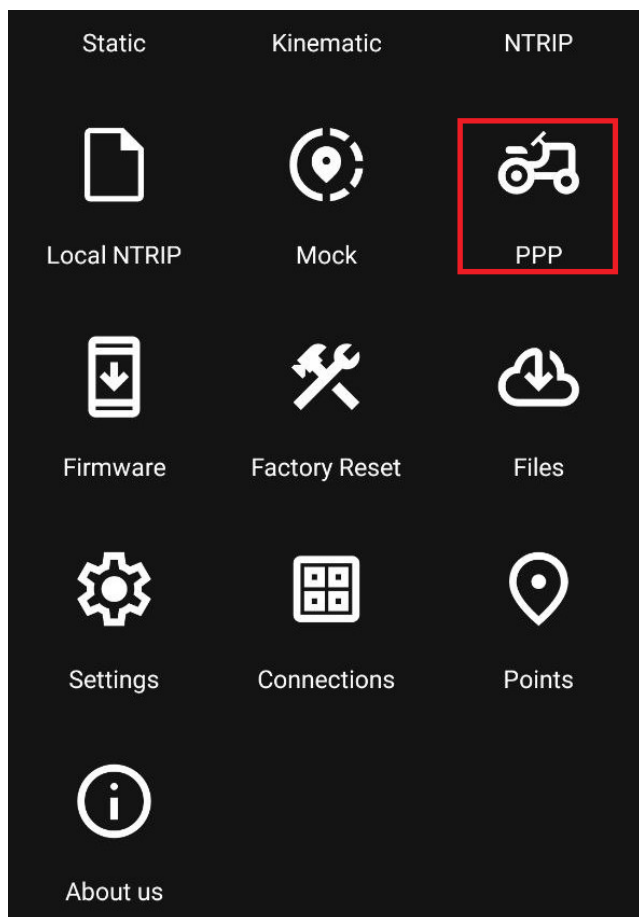 Static
Kinematic
NTRIP
Local NTRIP
Mock
PPP
Firmware
Factory Reset
Files
Settings
Connections
Points
About us